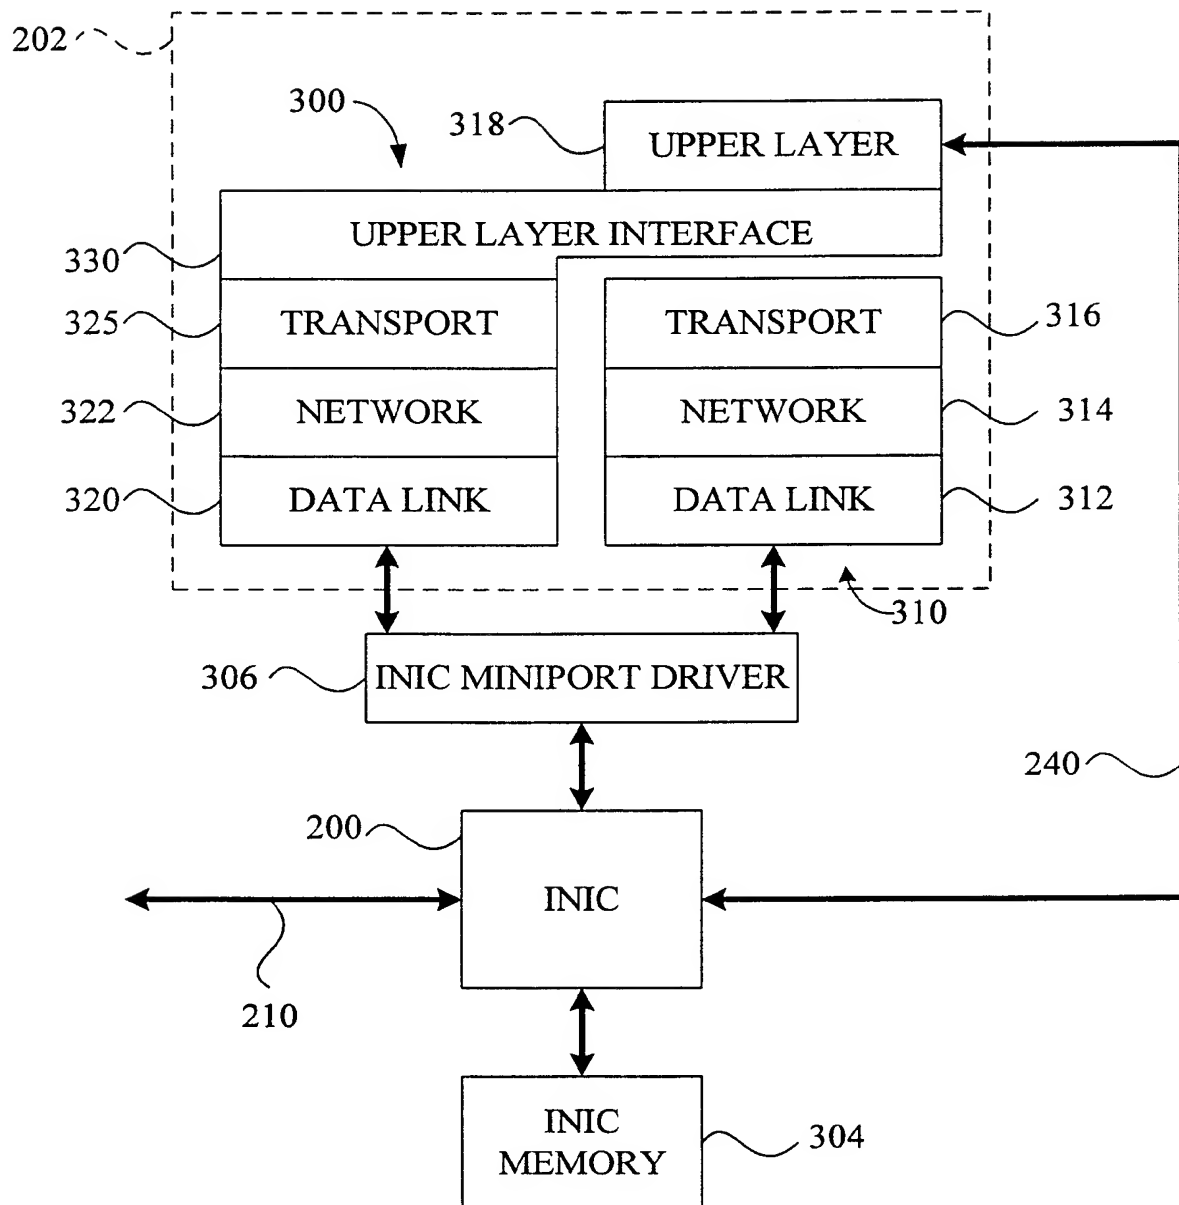 202
300
318
UPPER LAYER
UPPER LAYER INTERFACE
330
325
TRANSPORT
TRANSPORT
316
322
NETWORK
NETWORK
314
320
DATA LINK
DATA LINK
312
310
306
INIC MINIPORT DRIVER
240
200
INIC
210
INIC
MEMORY
304